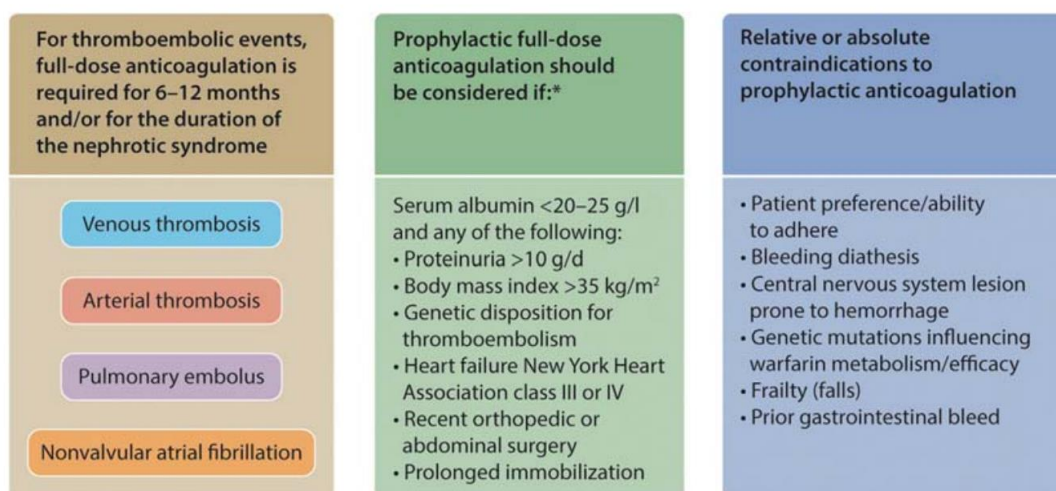 For thromboembolic events,
full-dose anticoagulation is
required for 6–12 months
and/or for the duration of
the nephrotic syndrome
Venous thrombosis
Arterial thrombosis
Pulmonary embolus
Nonvalvular atrial fibrillation
Prophylactic full-dose
anticoagulation should
be considered if:*
Serum albumin <20–25 g/l
and any of the following:
• Proteinuria >10 g/d
• Body mass index >35 kg/m²
• Genetic disposition for
thromboembolism
• Heart failure New York Heart
Association class III or IV
• Recent orthopedic or
abdominal surgery
• Prolonged immobilization
Relative or absolute
contraindications to
prophylactic anticoagulation
• Patient preference/ability
to adhere
• Bleeding diathesis
• Central nervous system lesion
prone to hemorrhage
• Genetic mutations influencing
warfarin metabolism/efficacy
• Frailty (falls)
• Prior gastrointestinal bleed